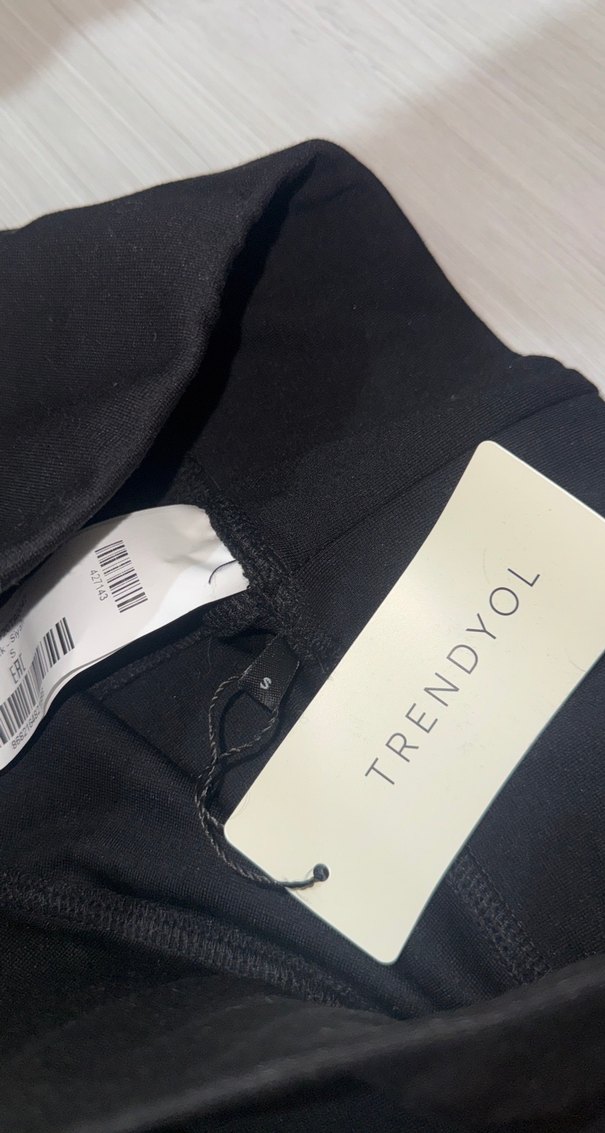 427143
S
EAC
S
TRENDYOL